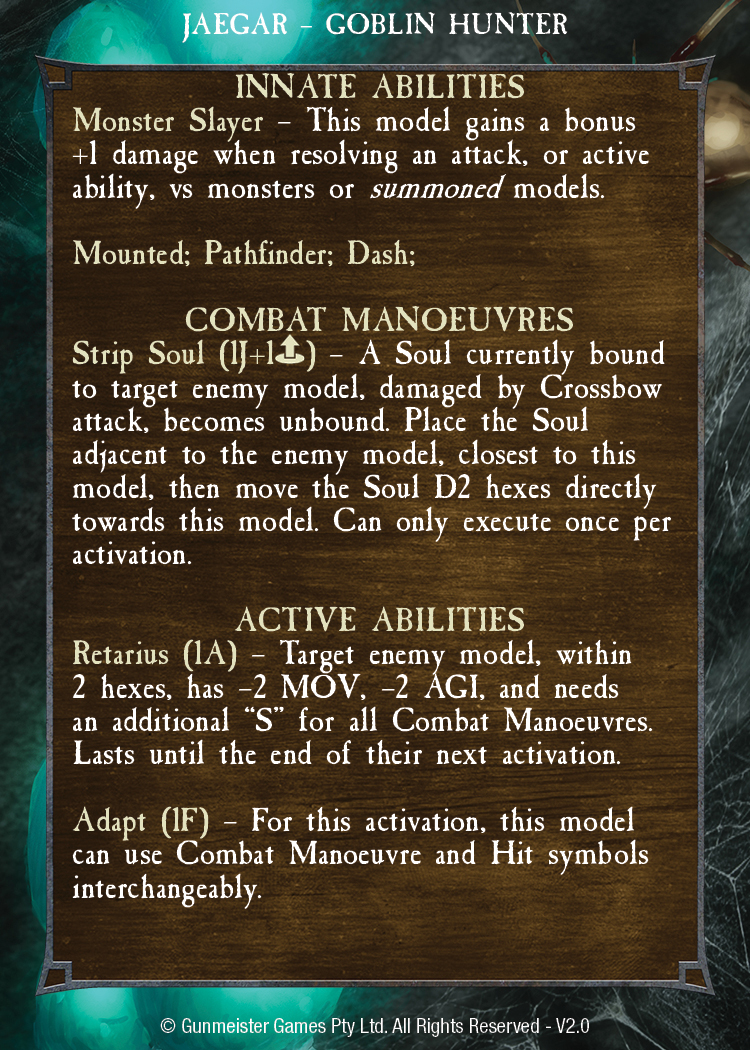 JAEGAR – GOBLIN HUNTER
INNATE ABILITIES
Monster Slayer – This model gains a bonus
+1 damage when resolving an attack, or active
ability, vs monsters or summoned models.
Mounted; Pathfinder; Dash;
COMBAT MANOEUVRES
Strip Soul (1J+1) – A Soul currently bound
to target enemy model, damaged by Crossbow
attack, becomes unbound. Place the Soul
adjacent to the enemy model, closest to this
model, then move the Soul D2 hexes directly
towards this model. Can only execute once per
activation.
ACTIVE ABILITIES
Retarius (1A) – Target enemy model, within
2 hexes, has –2 MOV, –2 AGI, and needs
an additional “S” for all Combat Manoeuvres.
Lasts until the end of their next activation.
Adapt (1F) – For this activation, this model
can use Combat Manoeuvre and Hit symbols
interchangeably.
© Gunmeister Games Pty Ltd. All Rights Reserved - V2.0